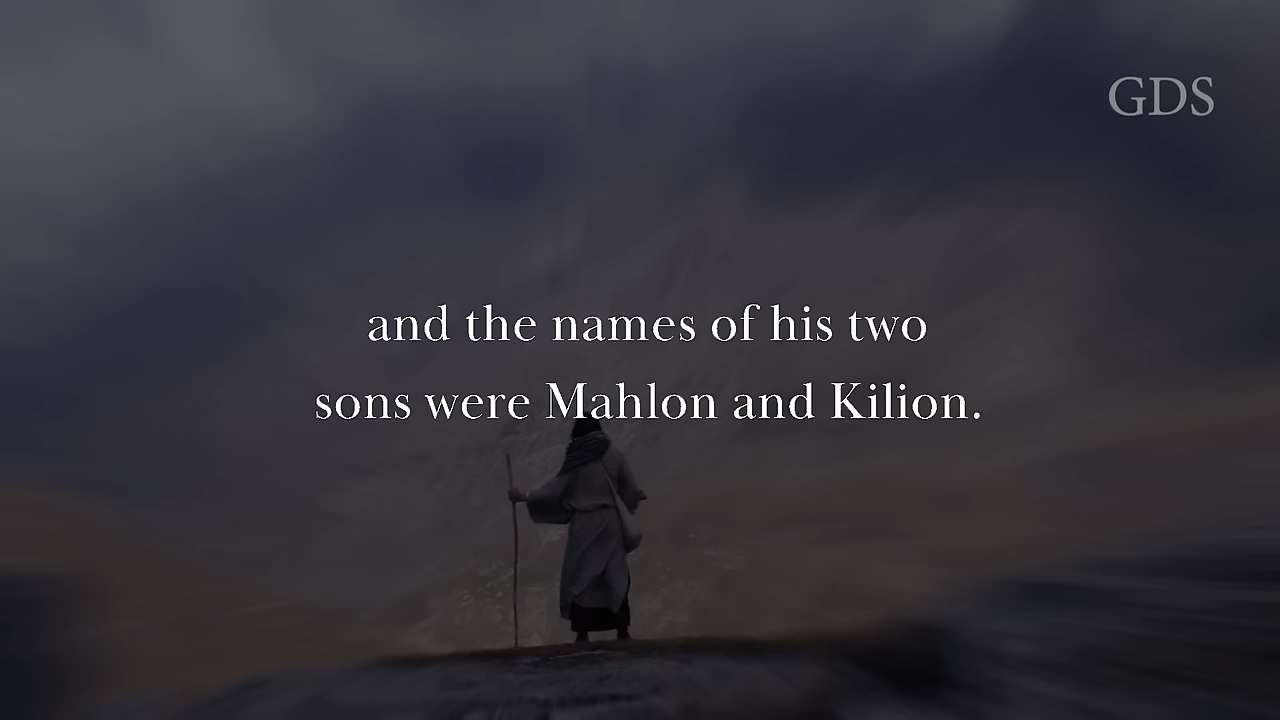 GDS
and the names of his two
sons were Mahlon and Kilion.